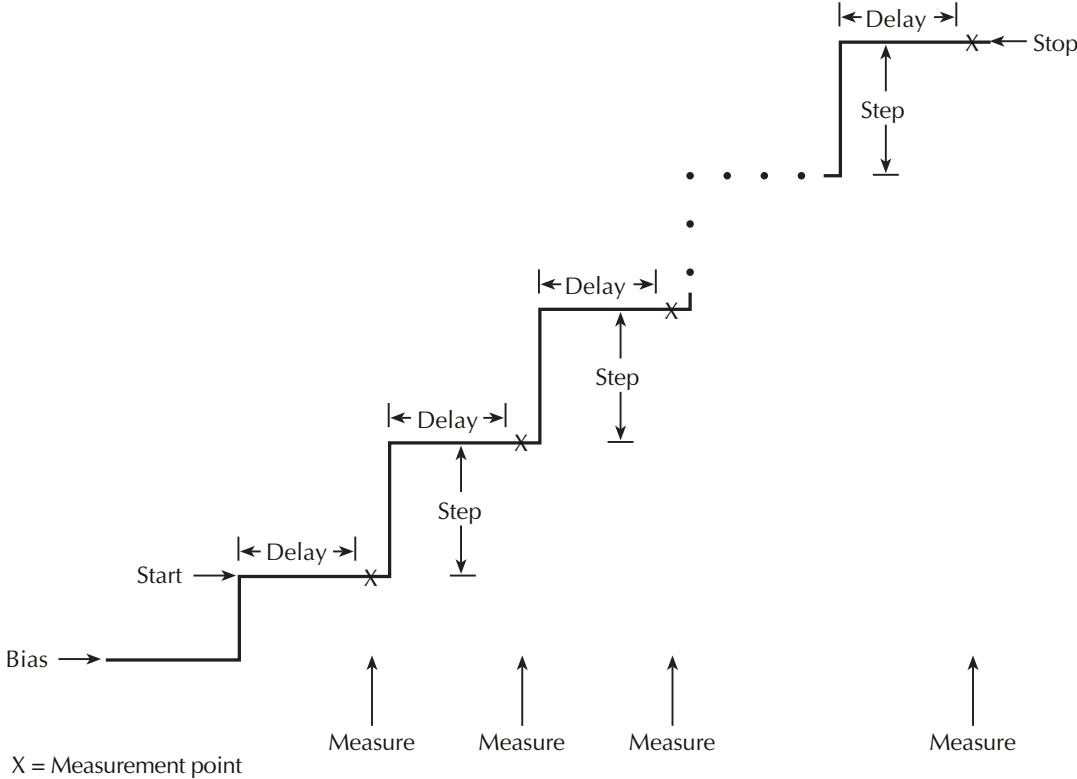 Delay
Stop
Step
Delay
Step
Delay
Step
Delay
Start
Bias
Measure
Measure
Measure
Measure
X
X
X
X
X = Measurement point